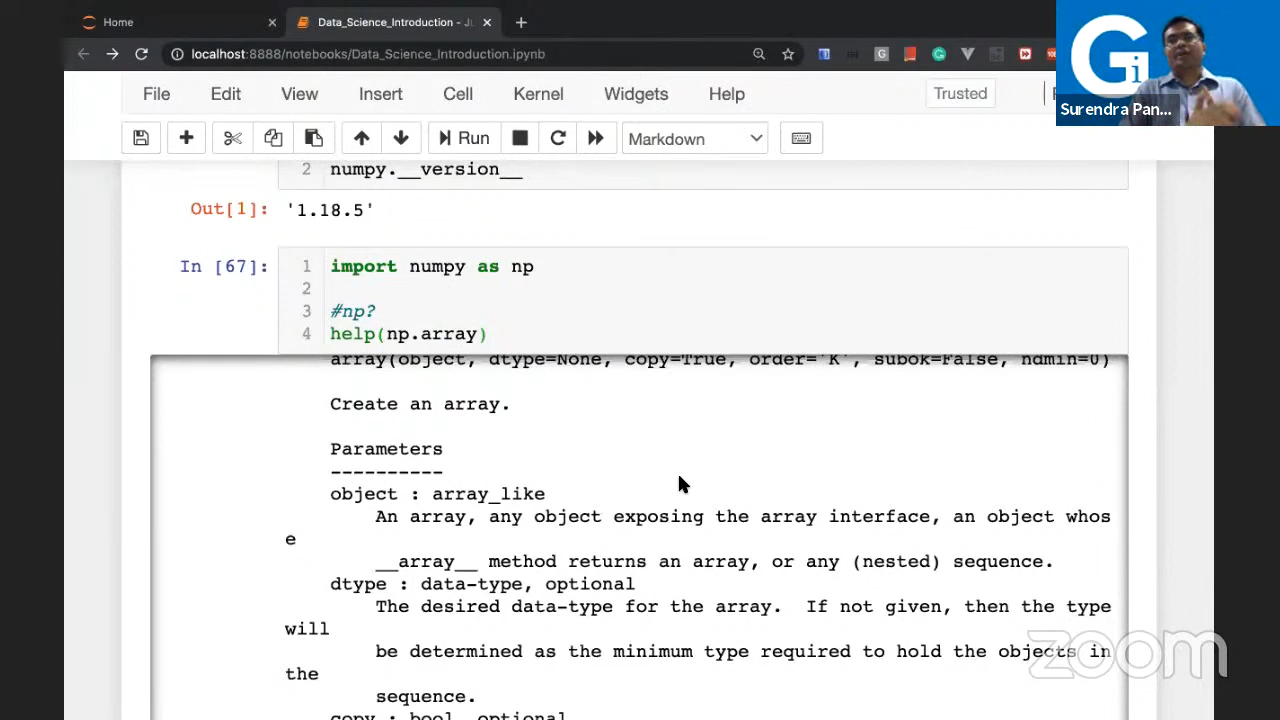 Home
Data_Science_Introduction - Ju
localhost:8888/notebooks/Data_Science_Introduction.ipynb
G
Gi
Surendra Pan...
File Edit View Insert Cell Kernel Widgets Help Trusted
Run Markdown
2 numpy.__version__
Out[1]: '1.18.5'
In [67]: 1 import numpy as np
2
3 #np?
4 help(np.array)
array(object, dtype=None, copy=True, order='K', subok=False, ndmin=0)
Create an array.
Parameters
----------
object : array_like
An array, any object exposing the array interface, an object whos
e
__array__ method returns an array, or any (nested) sequence.
dtype : data-type, optional
The desired data-type for the array.  If not given, then the type
will
be determined as the minimum type required to hold the objects in
the
sequence.
copy : bool, optional
zoom